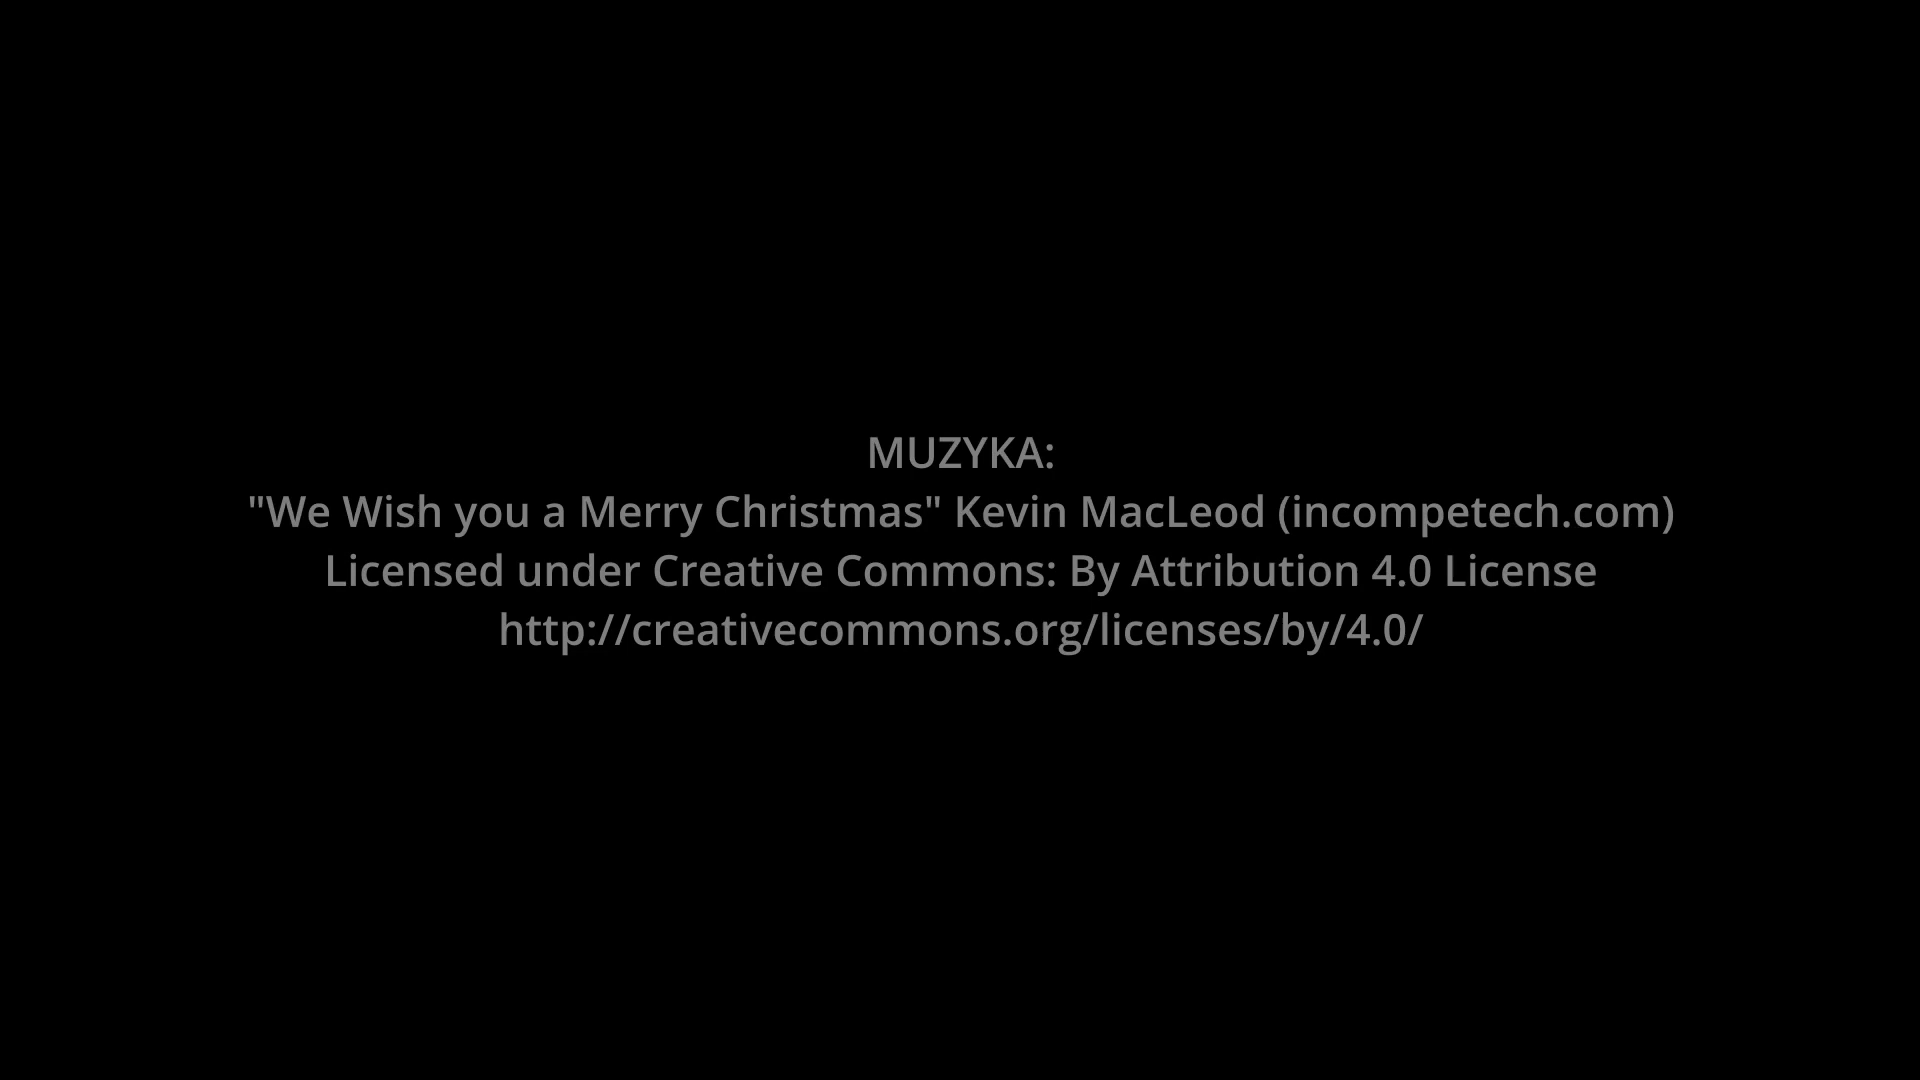 MUZYKA:
"We Wish you a Merry Christmas" Kevin MacLeod (incompetech.com)
Licensed under Creative Commons: By Attribution 4.0 License
http://creativecommons.org/licenses/by/4.0/